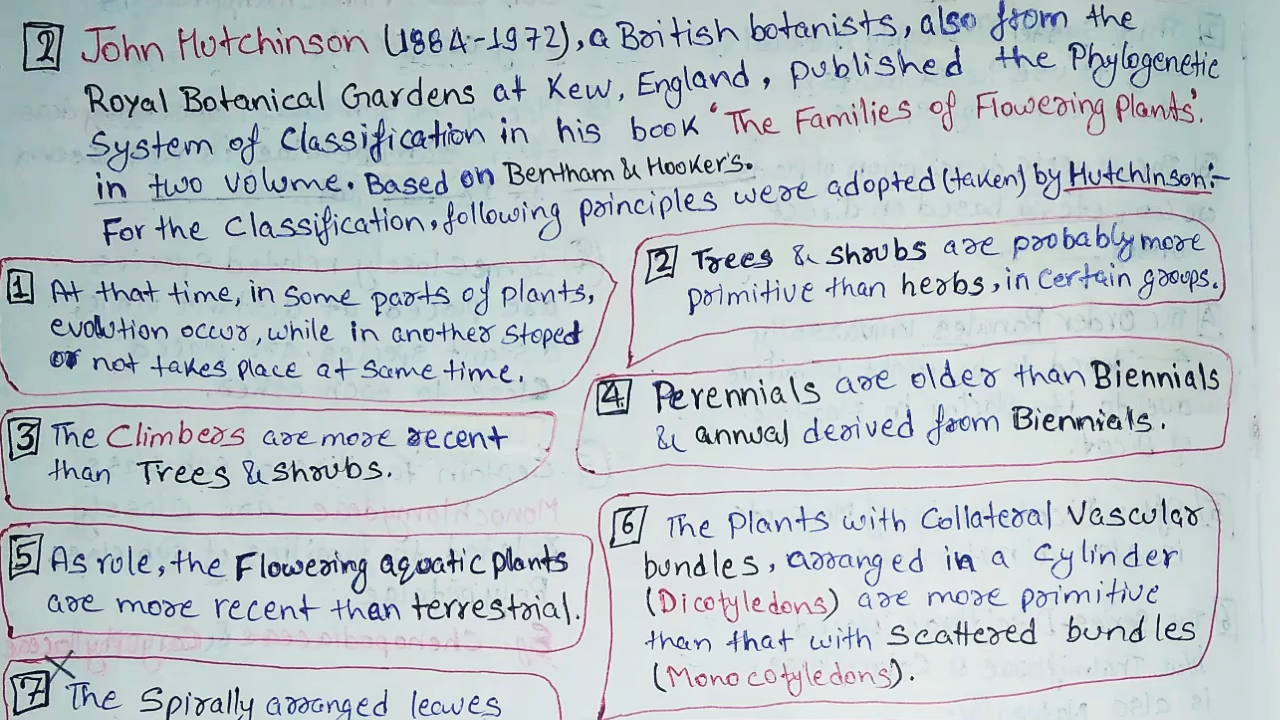 2 John Hutchinson (1884-1972), a British botanists, also from the
Royal Botanical Gardens at Kew, England, published the Phylogenetic
System of Classification in his book 'The Families of Flowering Plants'.
in two volume. Based on Bentham & Hooker's.
For the Classification, following principles were adopted (taken) by Hutchinson:-
1 At that time, in some parts of plants,
evolution occur, while in another stoped
or not takes place at same time.
2 Trees & shrubs are probably more
primitive than herbs, in certain groups.
3 The Climbers are more recent
than Trees & shrubs.
4. Perennials are older than Biennials
& annual derived from Biennials.
5 As role, the Flowering aquatic plants
are more recent than terrestrial.
6 The Plants with Collateral Vascular
bundles, arranged in a Cylinder
(Dicotyledons) are more primitive
than that with Scattered bundles
(Monocotyledons).
7 The Spirally arranged leaves